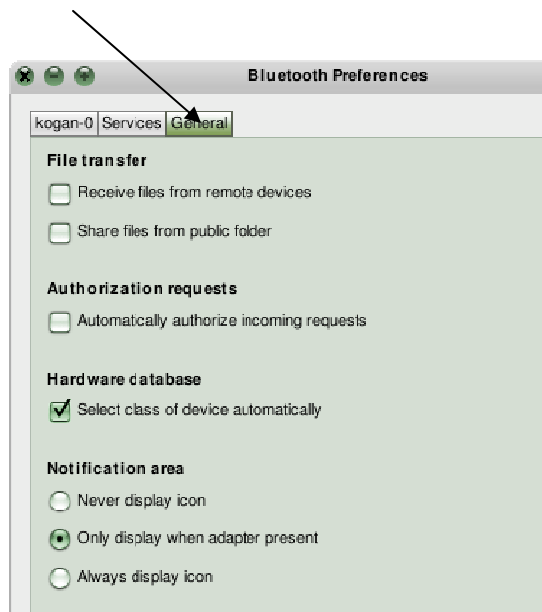 Bluetooth Preferences
kogan-0 Services General
File transfer
Receive files from remote devices
Share files from public folder
Authorization requests
Automatically authorize incoming requests
Hardware database
Select class of device automatically
Notification area
Never display icon
Only display when adapter present
Always display icon